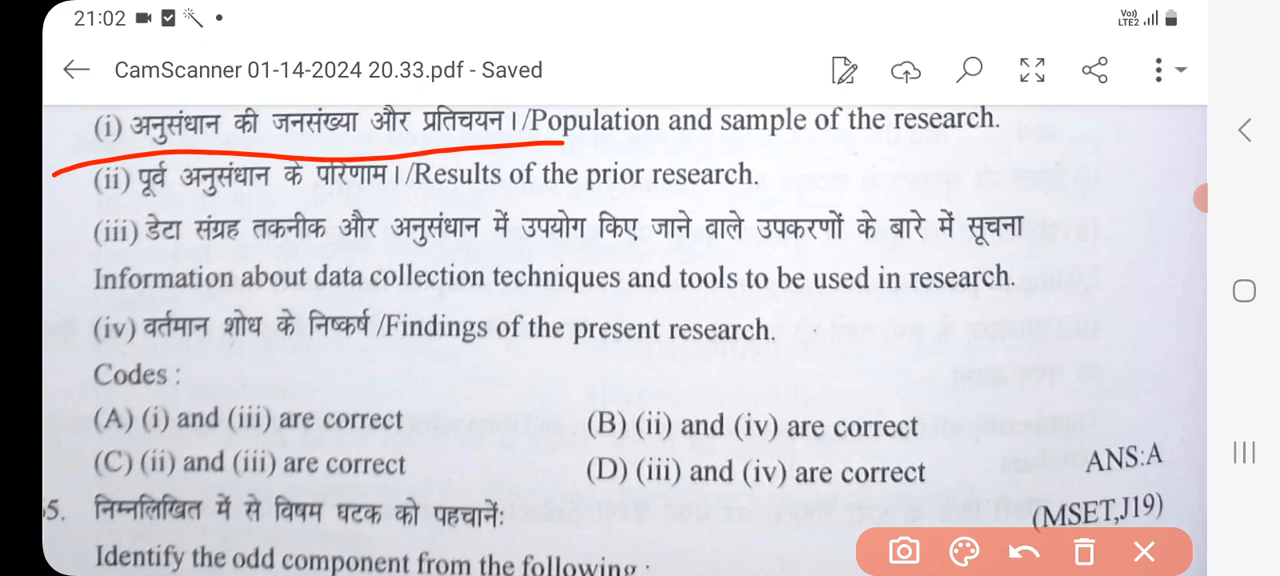 21:02
Vo)) LTE2
CamScanner 01-14-2024 20.33.pdf - Saved
(i) अनुसंधान की जनसंख्या और प्रतिचयन।/Population and sample of the research.
(ii) पूर्व अनुसंधान के परिणाम।/Results of the prior research.
(iii) डेटा संग्रह तकनीक और अनुसंधान में उपयोग किए जाने वाले उपकरणों के बारे में सूचना
Information about data collection techniques and tools to be used in research.
(iv) वर्तमान शोध के निष्कर्ष /Findings of the present research.
Codes :
(A) (i) and (iii) are correct (B) (ii) and (iv) are correct
(C) (ii) and (iii) are correct (D) (iii) and (iv) are correct
ANS:A
5. निम्नलिखित में से विषम घटक को पहचानें:
(MSET,J19)
Identify the odd component from the following :